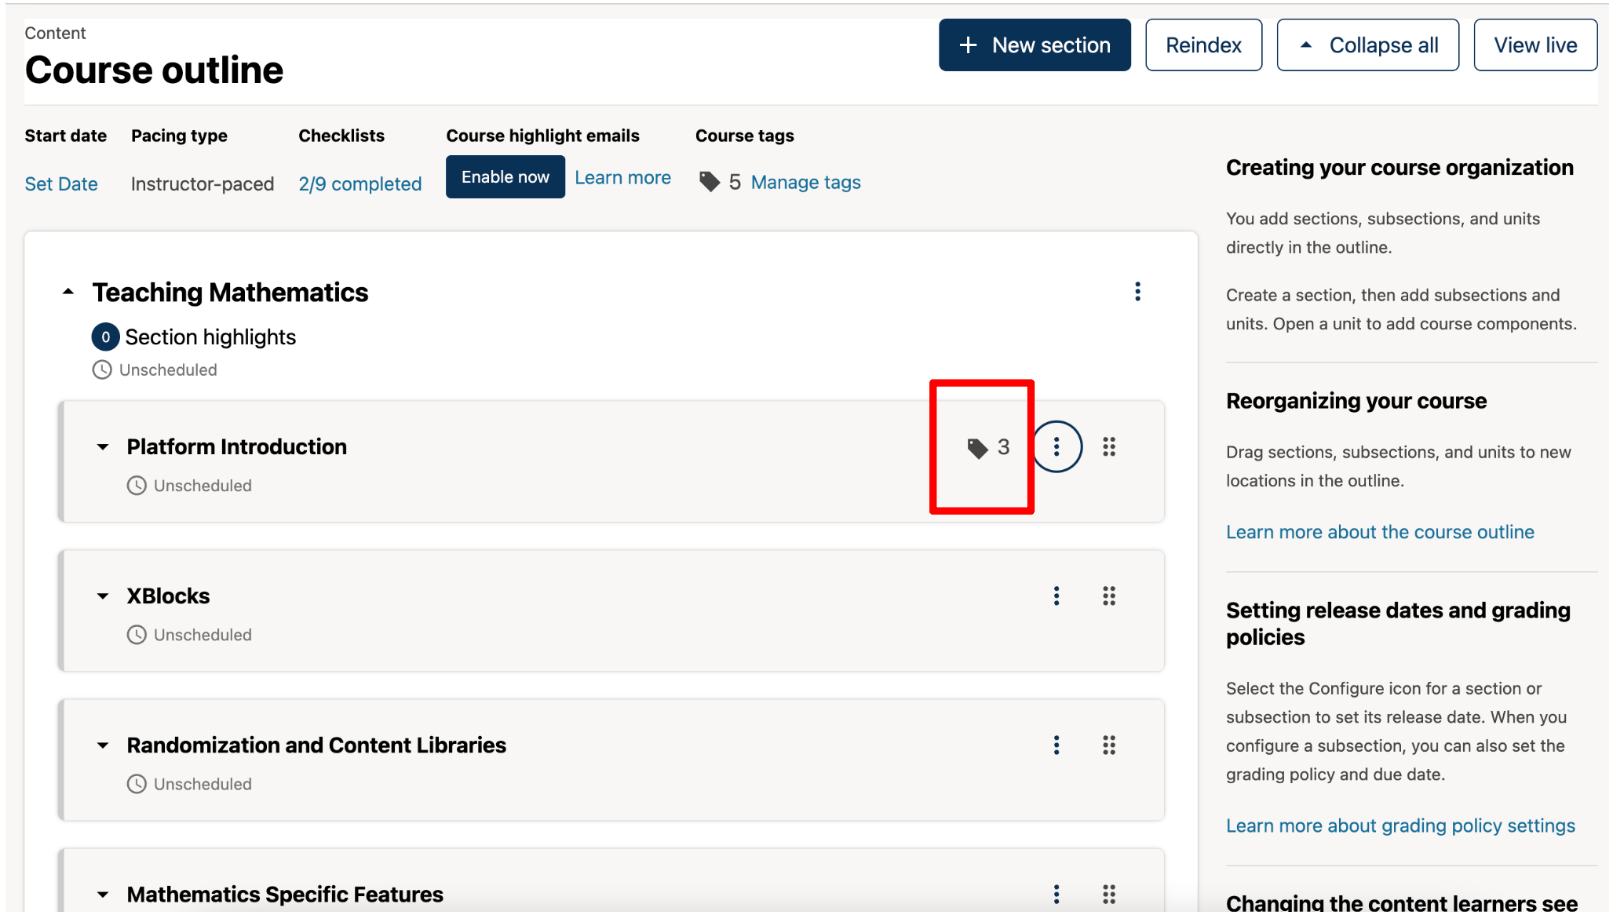 Content
Course outline
+ New section
Reindex
Collapse all
View live
Start date
Set Date
Pacing type
Instructor-paced
Checklists
2/9 completed
Course highlight emails
Enable now
Learn more
Course tags
5 Manage tags
Teaching Mathematics
0 Section highlights
Unscheduled
Platform Introduction
3
Unscheduled
XBlocks
Unscheduled
Randomization and Content Libraries
Unscheduled
Mathematics Specific Features
Creating your course organization
You add sections, subsections, and units
directly in the outline.
Create a section, then add subsections and
units. Open a unit to add course components.
Reorganizing your course
Drag sections, subsections, and units to new
locations in the outline.
Learn more about the course outline
Setting release dates and grading
policies
Select the Configure icon for a section or
subsection to set its release date. When you
configure a subsection, you can also set the
grading policy and due date.
Learn more about grading policy settings
Changing the content learners see